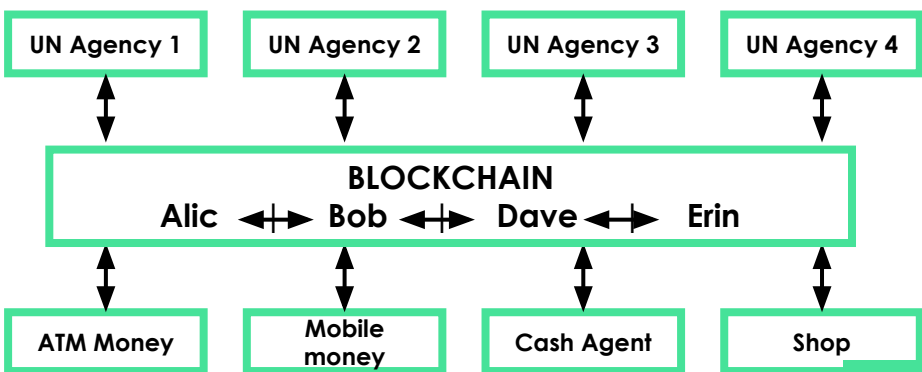 UN Agency 1 UN Agency 2 UN Agency 3 UN Agency 4
BLOCKCHAIN
Alic Bob Dave Erin
ATM Money Mobile money Cash Agent Shop